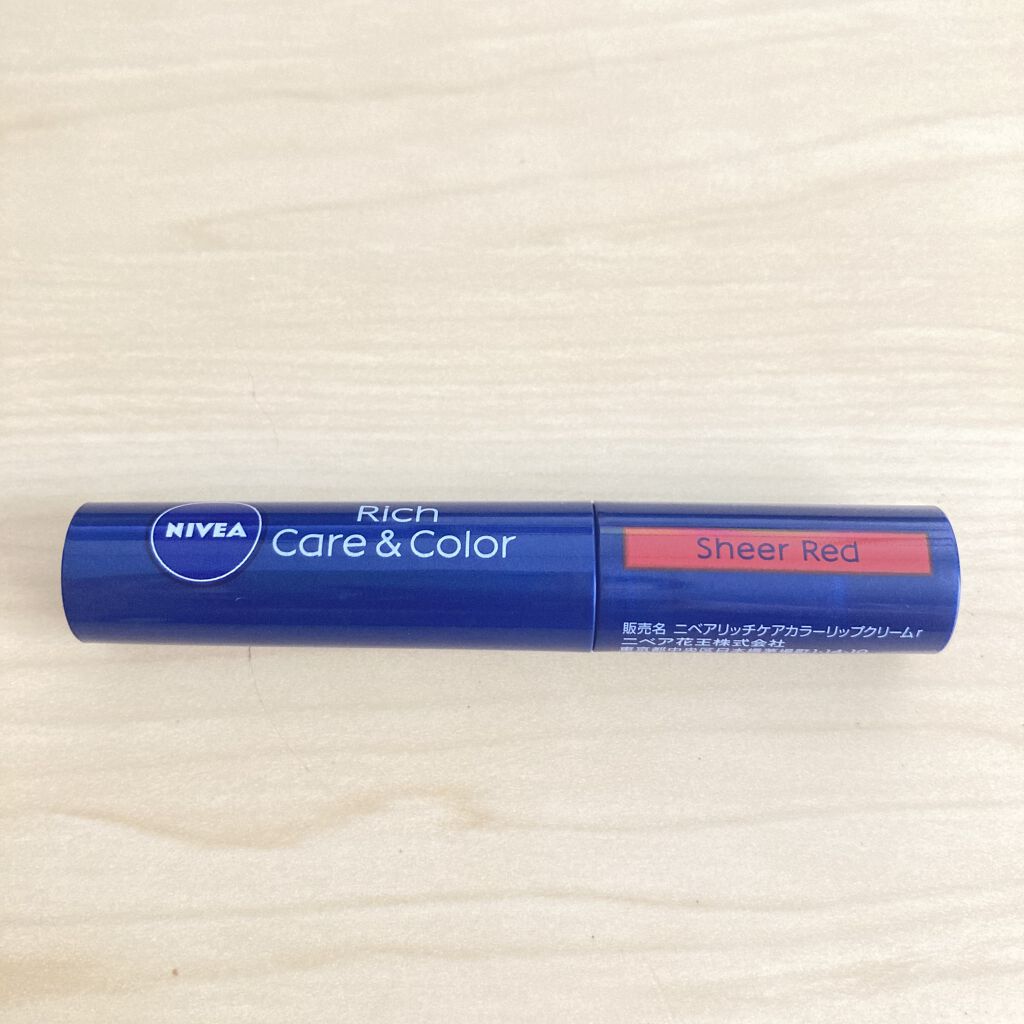 NIVEA
Rich
Care & Color
Sheer Red
販売名 ニベアリッチケアカラーリップクリームr
ニベア花王株式会社